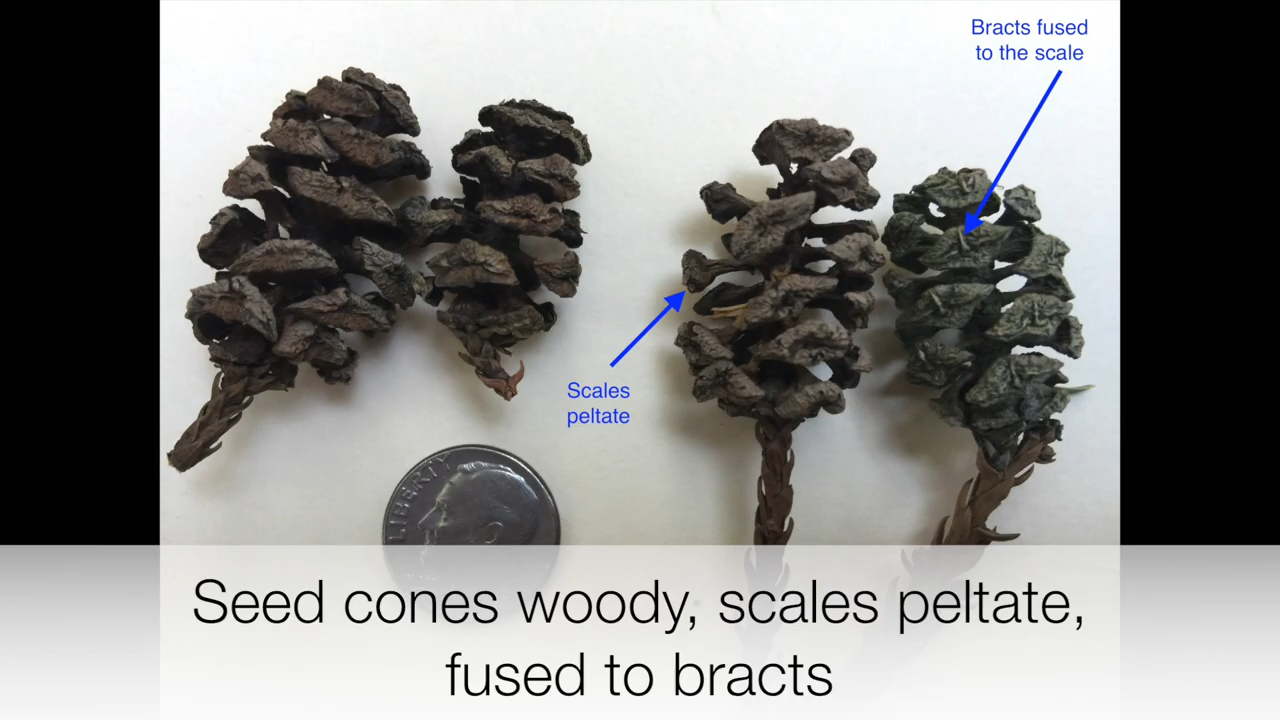 Bracts fused
to the scale
Scales
peltate
LIBERTY
Seed cones woody, scales peltate,
fused to bracts